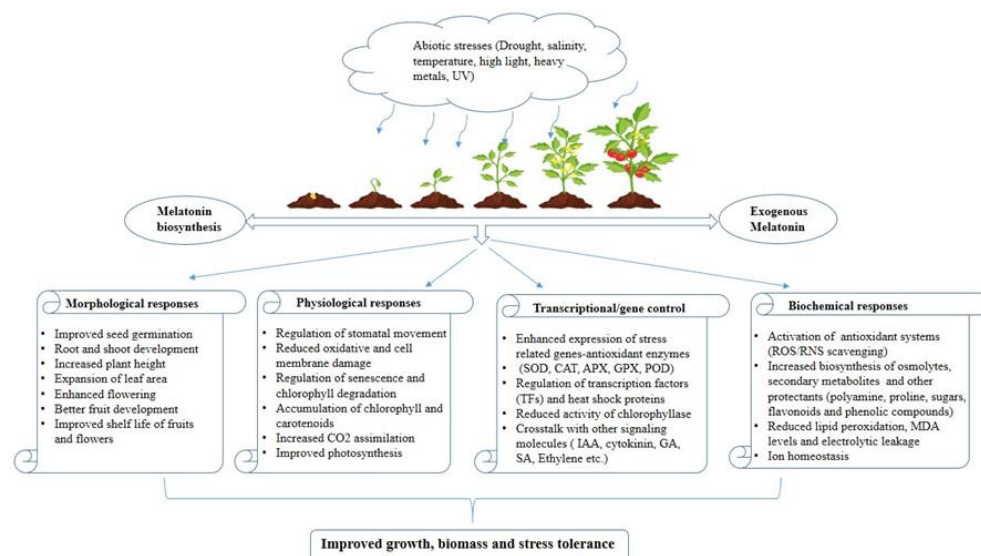 Abiotic stresses (Drought, salinity,
temperature, high light, heavy
metals, UV)
Melatonin
biosynthesis
Exogenous
Melatonin
Morphological responses
• Improved seed germination
• Root and shoot development
• Increased plant height
• Expansion of leaf area
• Enhanced flowering
• Better fruit development
• Improved shelf life of fruits
and flowers
Physiological responses
• Regulation of stomatal movement
• Reduced oxidative and cell
membrane damage
• Regulation of senescence and
chlorophyll degradation
• Accumulation of chlorophyll and
carotenoids
• Increased CO2 assimilation
• Improved photosynthesis
Transcriptional/gene control
• Enhanced expression of stress
related genes-antioxidant enzymes
• (SOD, CAT, APX, GPX, POD)
• Regulation of transcription factors
(TFs) and heat shock proteins
• Reduced activity of chlorophyllase
• Crosstalk with other signaling
molecules ( IAA, cytokinin, GA,
SA, Ethylene etc.)
Biochemical responses
• Activation of antioxidant systems
(ROS/RNS scavenging)
• Increased biosynthesis of osmolytes,
secondary metabolites and other
protectants (polyamine, proline, sugars,
flavonoids and phenolic compounds)
• Reduced lipid peroxidation, MDA
levels and electrolytic leakage
• Ion homeostasis
Improved growth, biomass and stress tolerance